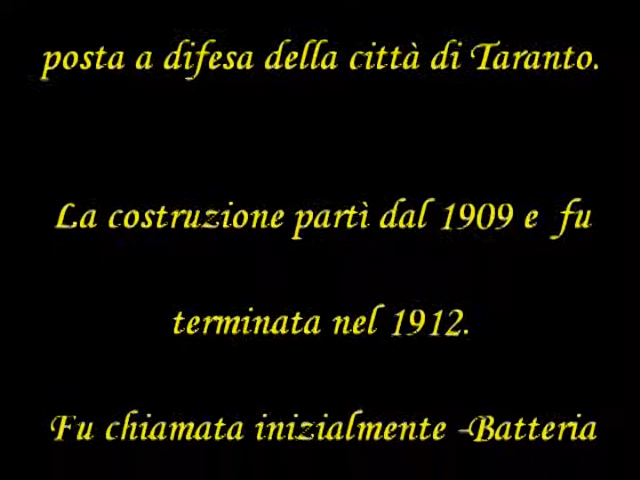 posta a difesa della città di Taranto.
La costruzione partì dal 1909 e fu
terminata nel 1912.
Fu chiamata inizialmente -Batteria